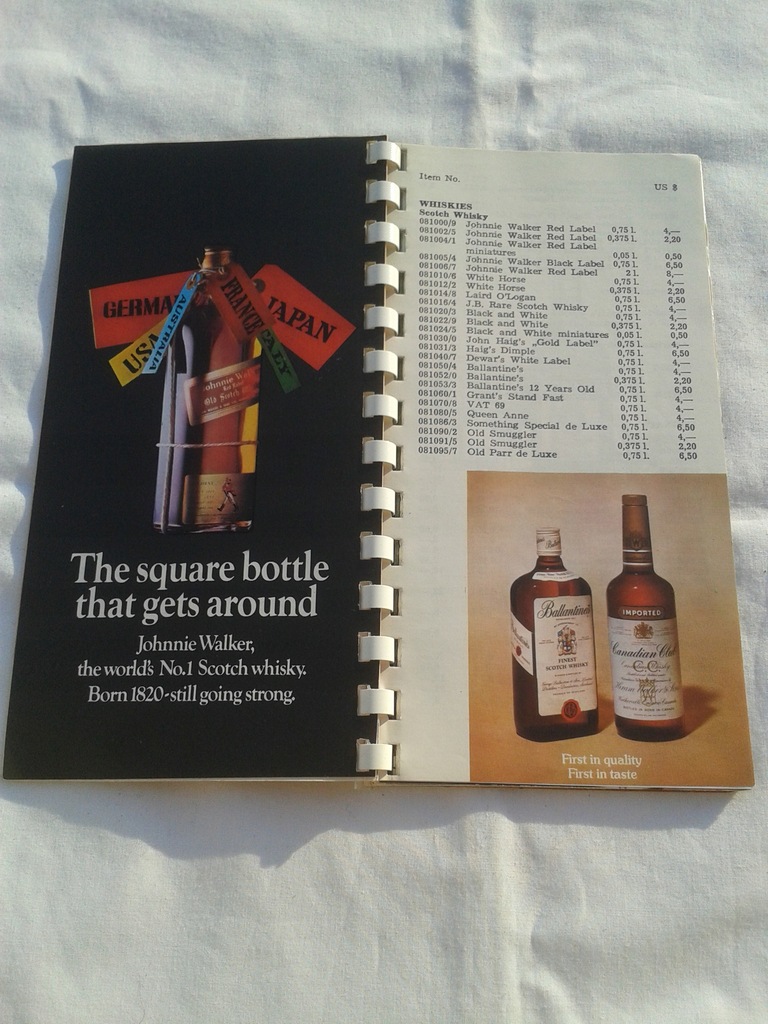 GERMA
USA
AUSTRALIA
FRANCE
ITALY
JAPAN
Johnnie Wal
Red Label
Old Scotch
The square bottle
that gets around
Johnnie Walker,
the world's No.1 Scotch whisky.
Born 1820-still going strong.
Item No. US $
WHISKIES
Scotch Whisky
081000/9 Johnnie Walker Red Label 0,75 l. 4,—
081002/5 Johnnie Walker Red Label 0,375 l. 2,20
081004/1 Johnnie Walker Red Label
miniatures 0,05 l. 0,50
081005/4 Johnnie Walker Black Label 0,75 l. 6,50
081006/7 Johnnie Walker Red Label 2 l. 8,—
081010/6 White Horse 0,75 l. 4,—
081012/2 White Horse 0,375 l. 2,20
081014/8 Laird O'Logan 0,75 l. 6,50
081016/4 J.B. Rare Scotch Whisky 0,75 l. 4,—
081020/3 Black and White 0,75 l. 4,—
081022/9 Black and White 0,375 l. 2,20
081024/5 Black and White miniatures 0,05 l. 0,50
081030/0 John Haig's „Gold Label" 0,75 l. 4,—
081031/3 Haig's Dimple 0,75 l. 6,50
081040/7 Dewar's White Label 0,75 l. 4,—
081050/4 Ballantine's 0,75 l. 4,—
081052/0 Ballantine's 0,375 l. 2,20
081053/3 Ballantine's 12 Years Old 0,75 l. 6,50
081060/1 Grant's Stand Fast 0,75 l. 4,—
081070/8 VAT 69 0,75 l. 4,—
081080/5 Queen Anne 0,75 l. 4,—
081086/3 Something Special de Luxe 0,75 l. 6,50
081090/2 Old Smuggler 0,75 l. 4,—
081091/5 Old Smuggler 0,375 l. 2,20
081095/7 Old Parr de Luxe 0,75 l. 6,50
Ballantine's
FINEST
SCOTCH WHISKY
IMPORTED
Canadian Club
C.C.
First in quality
First in taste